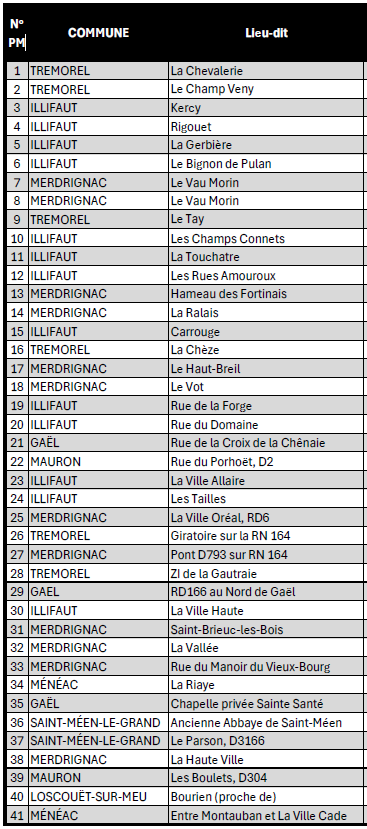 N° PM COMMUNE Lieu-dit
1 TREMOREL La Chevalerie
2 TREMOREL Le Champ Veny
3 ILLIFAUT Kercy
4 ILLIFAUT Rigouet
5 ILLIFAUT La Gerbière
6 ILLIFAUT Le Bignon de Pulan
7 MERDRIGNAC Le Vau Morin
8 MERDRIGNAC Le Vau Morin
9 TREMOREL Le Tay
10 ILLIFAUT Les Champs Connets
11 ILLIFAUT La Touchatre
12 ILLIFAUT Les Rues Amouroux
13 MERDRIGNAC Hameau des Fortinais
14 MERDRIGNAC La Ralais
15 ILLIFAUT Carrouge
16 TREMOREL La Chèze
17 MERDRIGNAC Le Haut-Breil
18 MERDRIGNAC Le Vot
19 ILLIFAUT Rue de la Forge
20 ILLIFAUT Rue du Domaine
21 GAËL Rue de la Croix de la Chênaie
22 MAURON Rue du Porhoët, D2
23 ILLIFAUT La Ville Allaire
24 ILLIFAUT Les Tailles
25 MERDRIGNAC La Ville Oréal, RD6
26 TREMOREL Giratoire sur la RN 164
27 MERDRIGNAC Pont D793 sur RN 164
28 TREMOREL ZI de la Gautraie
29 GAEL RD166 au Nord de Gaël
30 ILLIFAUT La Ville Haute
31 MERDRIGNAC Saint-Brieuc-les-Bois
32 MERDRIGNAC La Vallée
33 MERDRIGNAC Rue du Manoir du Vieux-Bourg
34 MÉNÉAC La Riaye
35 GAËL Chapelle privée Sainte Santé
36 SAINT-MÉEN-LE-GRAND Ancienne Abbaye de Saint-Méen
37 SAINT-MÉEN-LE-GRAND Le Parson, D3166
38 MERDRIGNAC La Haute Ville
39 MAURON Les Boulets, D304
40 LOSCOUËT-SUR-MEU Bourien (proche de)
41 MÉNÉAC Entre Montauban et La Ville Cade